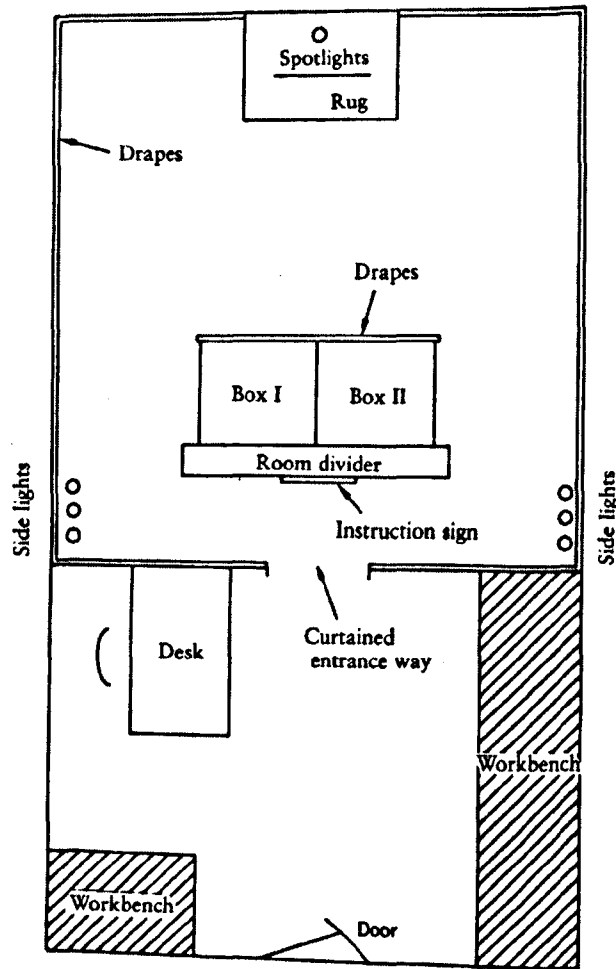 Spotlights
Rug
Drapes
Drapes
Box I
Box II
Room divider
Side lights
Side lights
Instruction sign
Curtained
entrance way
Desk
Workbench
Workbench
Door